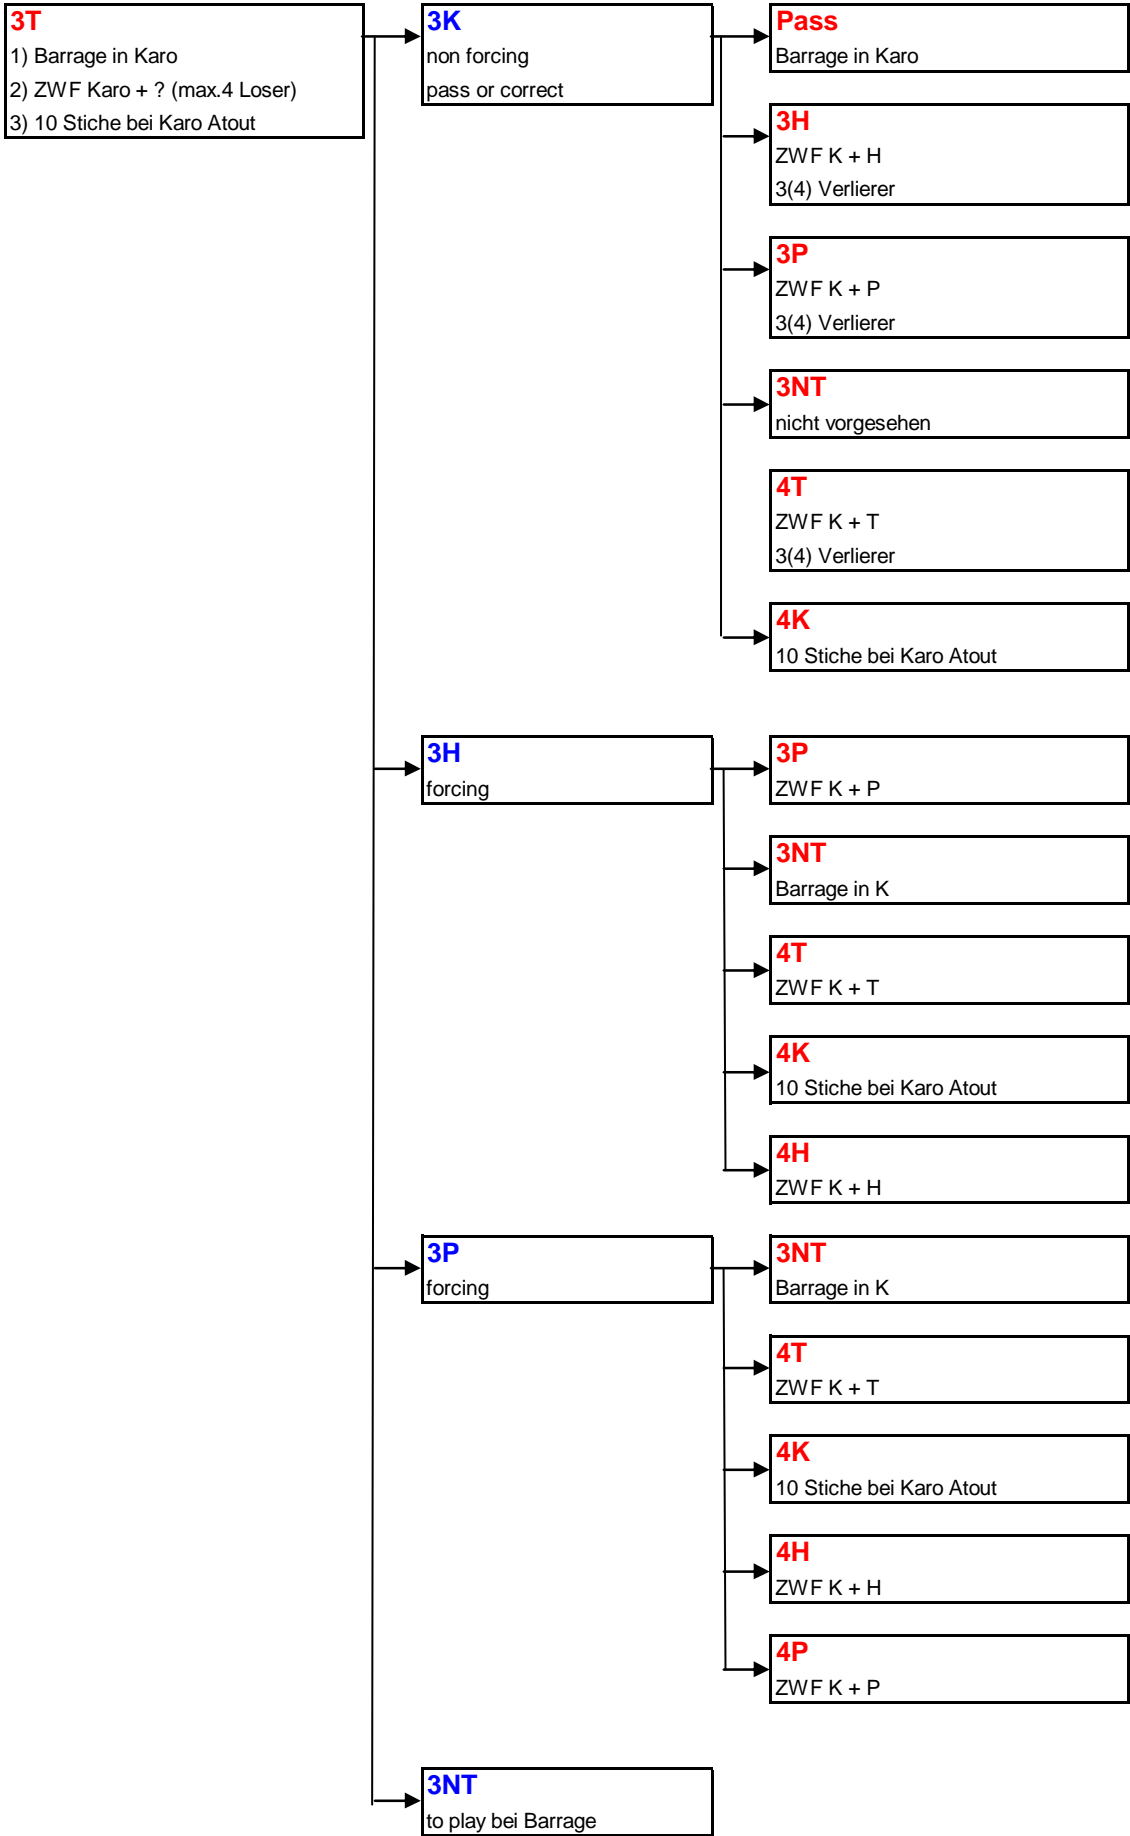 3T
1) Barrage in Karo
2) ZWF Karo + ? (max.4 Loser)
3) 10 Stiche bei Karo Atout
3K
non forcing
pass or correct
Pass
Barrage in Karo
3H
ZWF K + H
3(4) Verlierer
3P
ZWF K + P
3(4) Verlierer
3NT
nicht vorgesehen
4T
ZWF K + T
3(4) Verlierer
4K
10 Stiche bei Karo Atout
3H
forcing
3P
ZWF K + P
3NT
Barrage in K
4T
ZWF K + T
4K
10 Stiche bei Karo Atout
4H
ZWF K + H
3P
forcing
3NT
Barrage in K
4T
ZWF K + T
4K
10 Stiche bei Karo Atout
4H
ZWF K + H
4P
ZWF K + P
3NT
to play bei Barrage